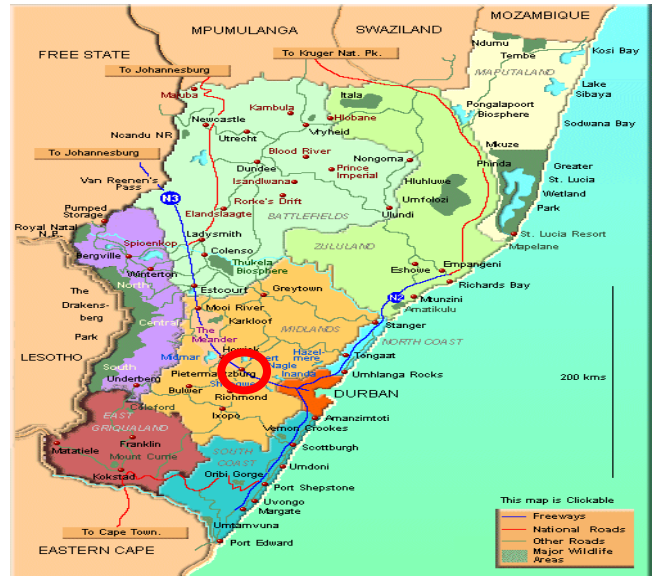 MOZAMBIQUE
MPUMULANGA
SWAZILAND
FREE STATE
To Kruger Nat. Pk.
Ndumu
Tembe
Kosi Bay
To Johannesburg
MAPUTALAND
Lake
Sibaya
Majuba
Itala
Kambula
Hlobane
Pongalapoort
Biosphere
Newcastle
Vryheid
Sodwana Bay
Ncandu NR
Utrecht
Mkuze
To Johannesburg
Blood River
Nongoma
Phinda
Greater
St. Lucia
Wetland
Park
Van Reenen's
Pass
Dundee
Prince
Imperial
Isandlwana
Hluhluwe
Umfolozi
N3
Rorke's Drift
Pumped
Storage
Elandslaagte
BATTLEFIELDS
Ulundi
Royal Natal
N.P.
Ladysmith
St. Lucia Resort
Mapelane
Spioenkop
Colenso
ZULULAND
Bergville
Thukela
Biosphere
Winterton
Eshowe
Empangeni
The
Drakens-
berg
Park
North
Estcourt
Greytown
Richards Bay
N2
Mtunzini
Amatikulu
Mooi River
Karkloof
Central
MIDLANDS
Stanger
The
Meander
NORTH COAST
LESOTHO
Howick
Hazel-
mere
Midmar
Nagle
Inanda
Tongaat
South
Pietermaritzburg
Umhlanga Rocks
200 kms
Underberg
Bulwer
Richmond
DURBAN
Coleford
Ixopo
Amanzimtoti
EAST
GRIQUALAND
Vernon Crookes
Matatiele
Franklin
Scottburgh
Mount Currie
SOUTH
COAST
Umdoni
Kokstad
Oribi Gorge
Port Shepstone
Uvongo
This map is Clickable
Margate
Freeways
Umtamvuna
National Roads
To Cape Town.
Other Roads
Port Edward
Major Wildlife
Areas
EASTERN CAPE